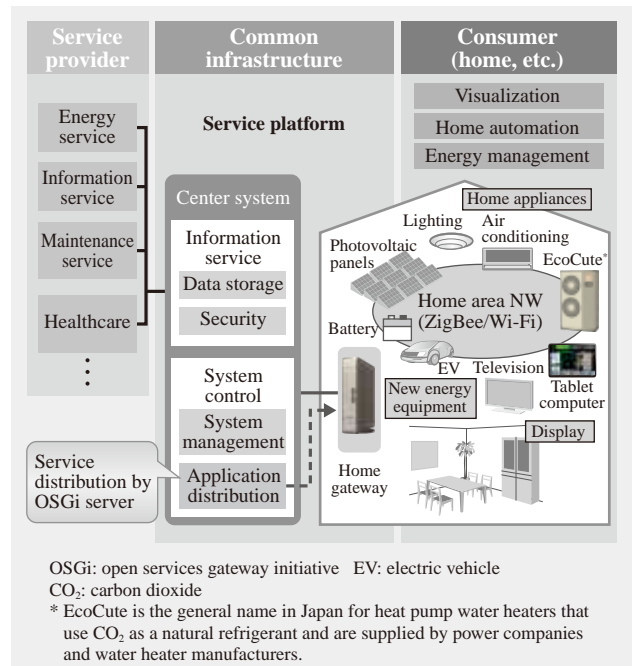 Service
provider
Common
infrastructure
Consumer
(home, etc.)
Energy
service
Information
service
Maintenance
service
Healthcare
Service platform
Center system
Information
service
Data storage
Security
System
control
System
management
Application
distribution
Service
distribution by
OSGi server
Visualization
Home automation
Energy management
Home appliances
Lighting
Air
conditioning
Photovoltaic
panels
EcoCute*
Home area NW
(ZigBee/Wi-Fi)
Battery
EV
Television
Tablet
computer
New energy
equipment
Display
Home
gateway
OSGi: open services gateway initiative EV: electric vehicle
CO₂: carbon dioxide
* EcoCute is the general name in Japan for heat pump water heaters that
use CO₂ as a natural refrigerant and are supplied by power companies
and water heater manufacturers.